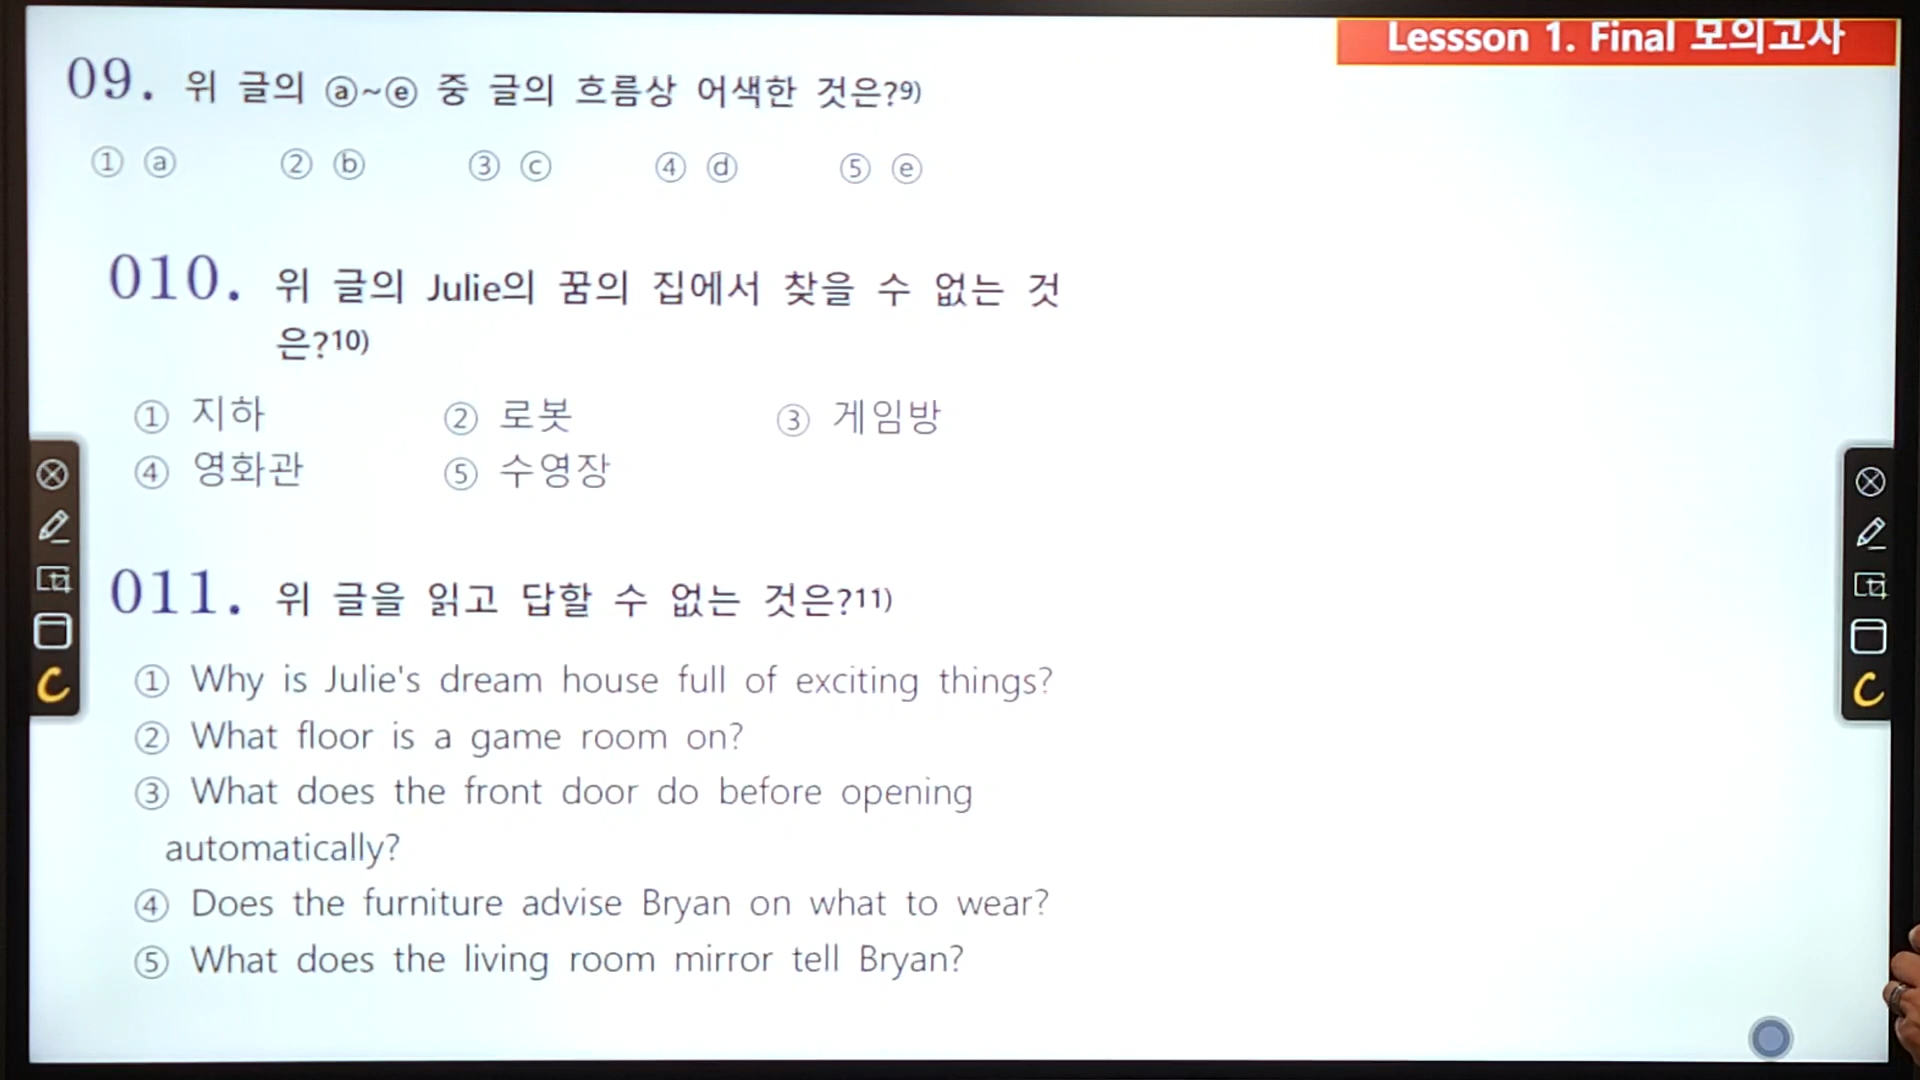 Lessson 1. Final 모의고사
09. 위 글의 ⓐ~ⓔ 중 글의 흐름상 어색한 것은?9)
① ⓐ ② ⓑ ③ ⓒ ④ ⓓ ⑤ ⓔ
010. 위 글의 Julie의 꿈의 집에서 찾을 수 없는 것
은?10)
① 지하 ② 로봇 ③ 게임방
④ 영화관 ⑤ 수영장
011. 위 글을 읽고 답할 수 없는 것은?11)
① Why is Julie's dream house full of exciting things?
② What floor is a game room on?
③ What does the front door do before opening
automatically?
④ Does the furniture advise Bryan on what to wear?
⑤ What does the living room mirror tell Bryan?